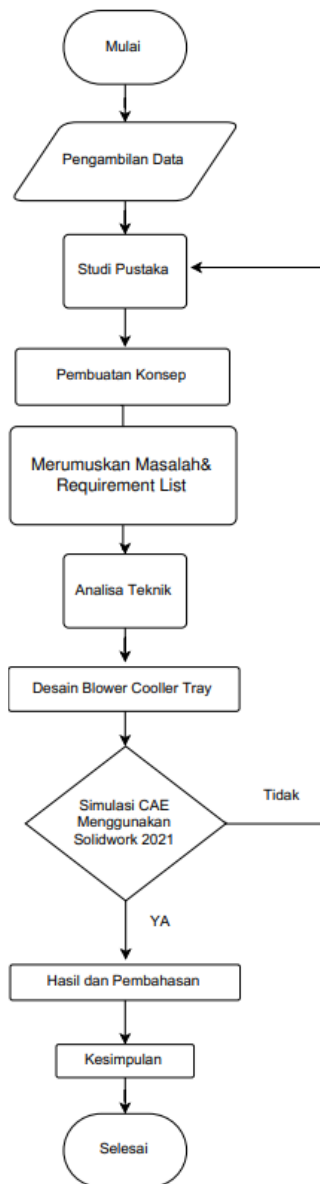 Mulai
Pengambilan Data
Studi Pustaka
Pembuatan Konsep
Merumuskan Masalah&
Requirement List
Analisa Teknik
Desain Blower Cooller Tray
Simulasi CAE
Menggunakan
Solidwork 2021
Tidak
YA
Hasil dan Pembahasan
Kesimpulan
Selesai